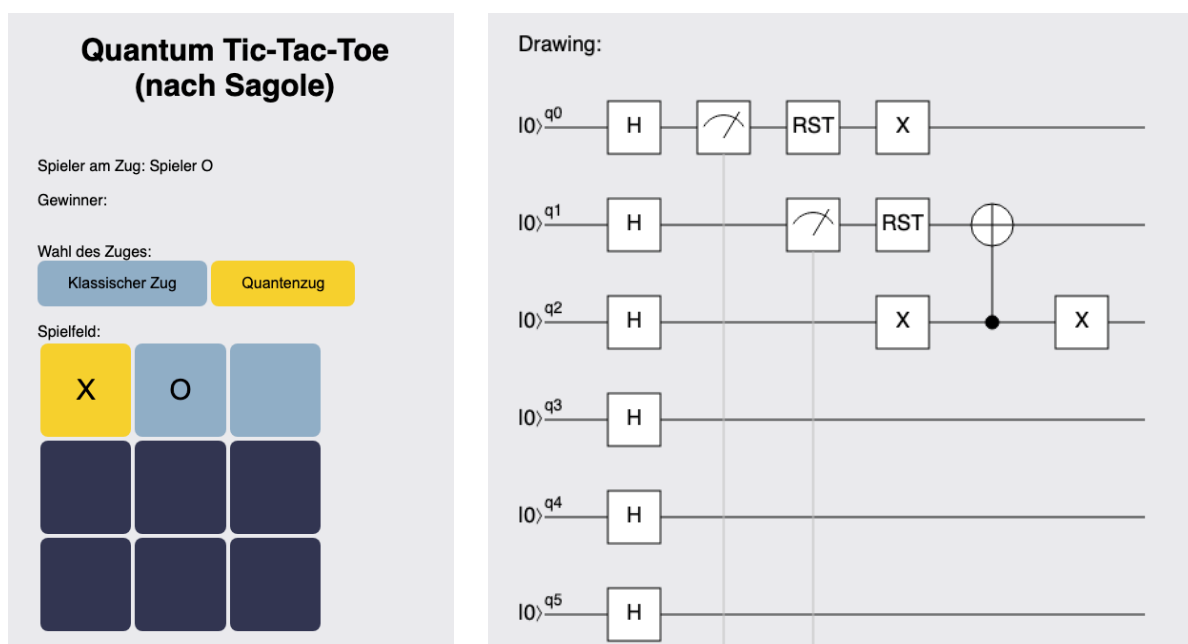 Quantum Tic-Tac-Toe
(nach Sagole)
Spieler am Zug: Spieler O
Gewinner:
Wahl des Zuges:
Klassischer Zug Quantenzug
Spielfeld:
X O
Drawing:
|0⟩ q0 H RST X
|0⟩ q1 H RST
|0⟩ q2 H X X
|0⟩ q3 H
|0⟩ q4 H
|0⟩ q5 H